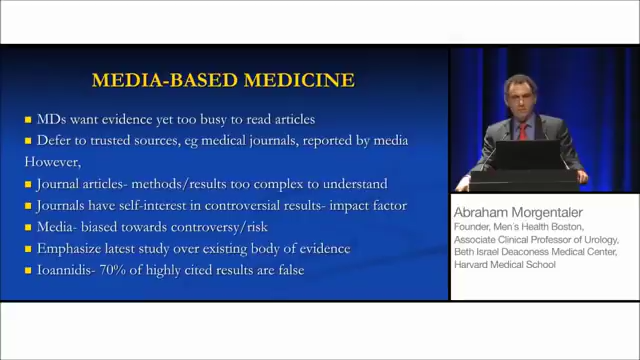 MEDIA-BASED MEDICINE
MDs want evidence yet too busy to read articles
Defer to trusted sources, eg medical journals, reported by media
However,
Journal articles- methods/results too complex to understand
Journals have self-interest in controversial results- impact factor
Media- biased towards controversy/risk
Emphasize latest study over existing body of evidence
Ioannidis- 70% of highly cited results are false
Abraham Morgentaler
Founder, Men's Health Boston,
Associate Clinical Professor of Urology,
Beth Israel Deaconess Medical Center,
Harvard Medical School